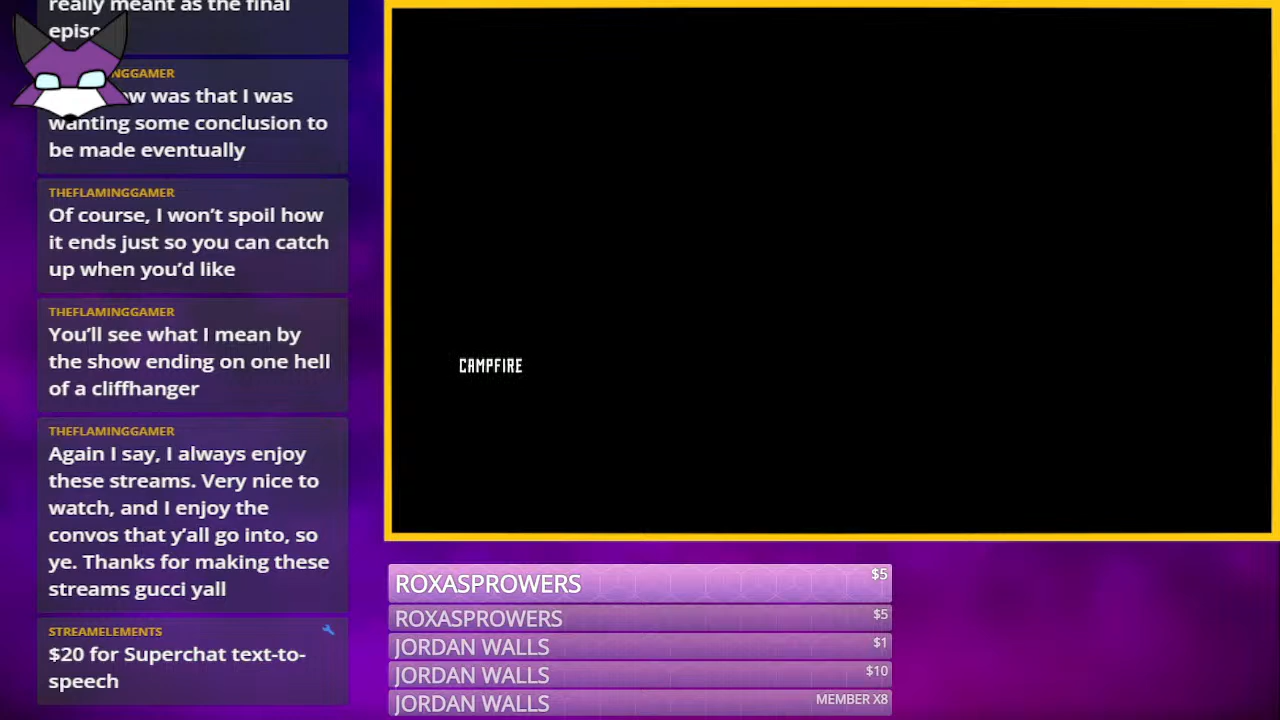 really meant as the final
episo
NGGAMER
ow was that I was
wanting some conclusion to
be made eventually
THEFLAMINGGAMER
Of course, I won't spoil how
it ends just so you can catch
up when you'd like
THEFLAMINGGAMER
You'll see what I mean by
the show ending on one hell
of a cliffhanger
THEFLAMINGGAMER
Again I say, I always enjoy
these streams. Very nice to
watch, and I enjoy the
convos that y'all go into, so
ye. Thanks for making these
streams gucci yall
STREAMELEMENTS
$20 for Superchat text-to-
speech
CAMPFIRE
ROXASPROWERS $5
ROXASPROWERS $5
JORDAN WALLS $1
JORDAN WALLS $10
JORDAN WALLS MEMBER X8